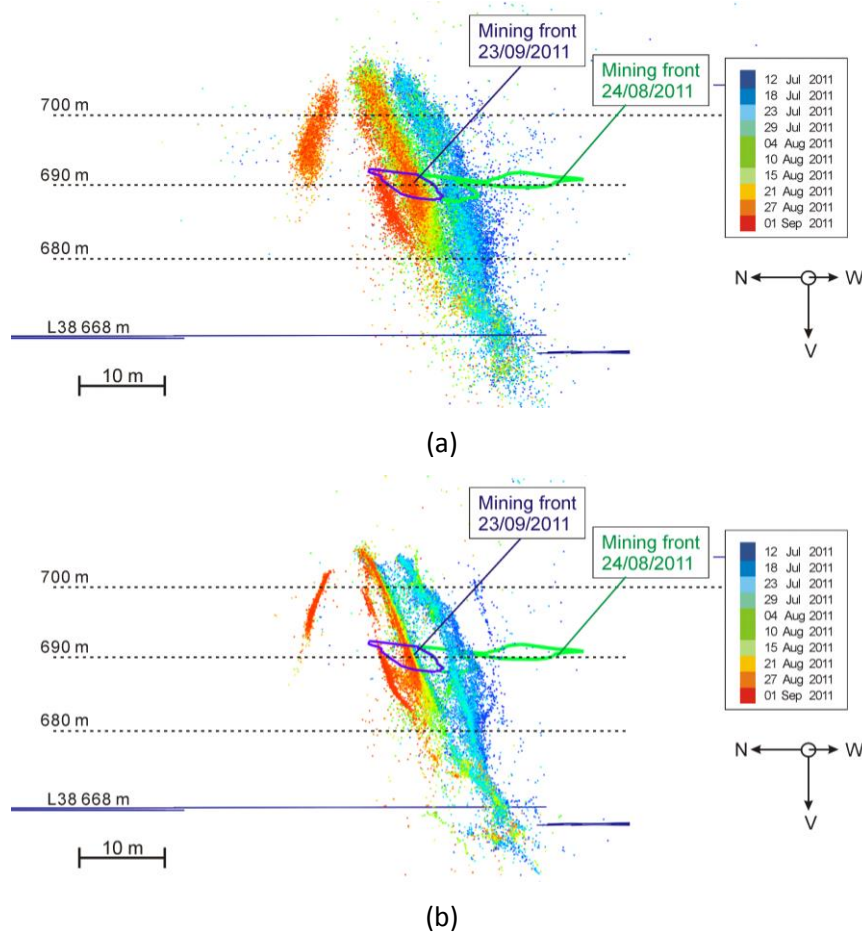 Mining front
23/09/2011
Mining front
24/08/2011
700 m
690 m
680 m
L38 668 m
10 m
12 Jul 2011
18 Jul 2011
23 Jul 2011
29 Jul 2011
04 Aug 2011
10 Aug 2011
15 Aug 2011
21 Aug 2011
27 Aug 2011
01 Sep 2011
N
W
V
(a)
Mining front
23/09/2011
Mining front
24/08/2011
700 m
690 m
680 m
L38 668 m
10 m
12 Jul 2011
18 Jul 2011
23 Jul 2011
29 Jul 2011
04 Aug 2011
10 Aug 2011
15 Aug 2011
21 Aug 2011
27 Aug 2011
01 Sep 2011
N
W
V
(b)